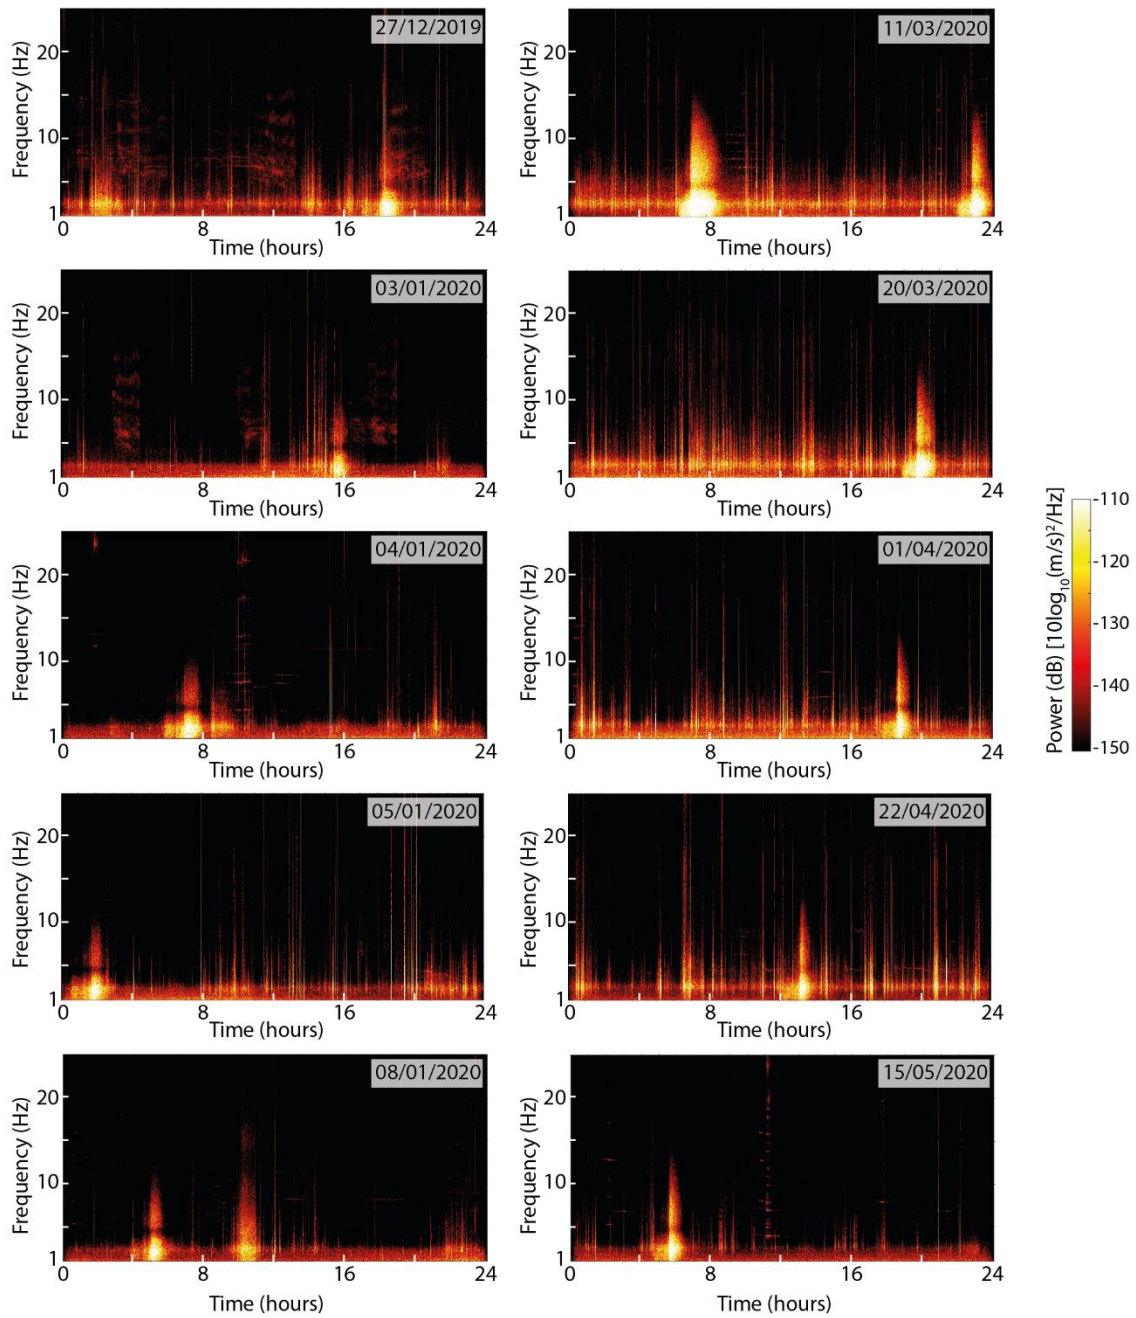 27/12/2019
Frequency (Hz)
20
10
1
0 8 16 24
Time (hours)
11/03/2020
Frequency (Hz)
20
10
1
0 8 16 24
Time (hours)
03/01/2020
Frequency (Hz)
20
10
1
0 8 16 24
Time (hours)
20/03/2020
Frequency (Hz)
20
10
1
0 8 16 24
Time (hours)
04/01/2020
Frequency (Hz)
20
10
1
0 8 16 24
Time (hours)
01/04/2020
Frequency (Hz)
20
10
1
0 8 16 24
Time (hours)
05/01/2020
Frequency (Hz)
20
10
1
0 8 16 24
Time (hours)
22/04/2020
Frequency (Hz)
20
10
1
0 8 16 24
Time (hours)
08/01/2020
Frequency (Hz)
20
10
1
0 8 16 24
Time (hours)
15/05/2020
Frequency (Hz)
20
10
1
0 8 16 24
Time (hours)
Power (dB) [10log₁₀(m/s)²/Hz]
-110
-120
-130
-140
-150